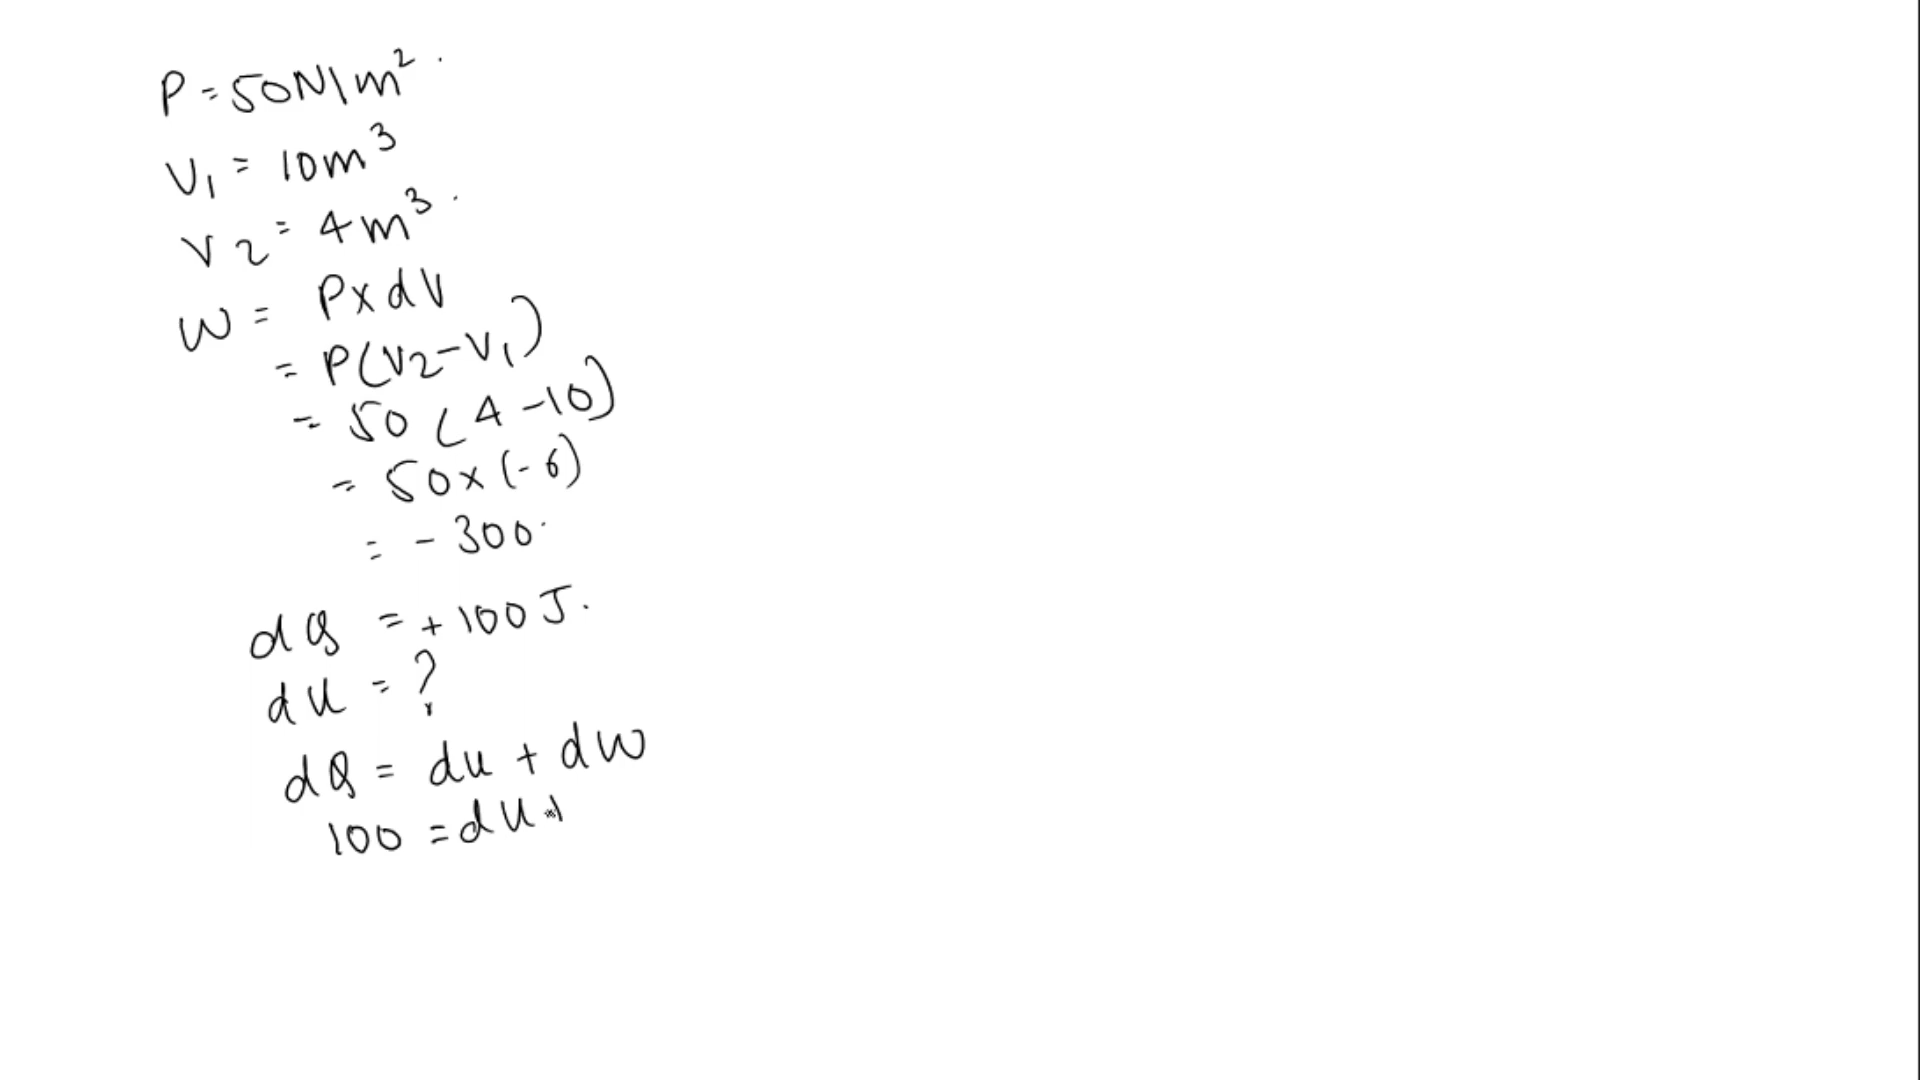 P = 50N/m².
V₁ = 10m³
V₂ = 4m³.
W = P×dV
= P(V₂-V₁)
= 50 (4-10)
= 50×(-6)
= -300.
dQ = +100J.
dU = ?
dQ = du + dw
100 = dU+